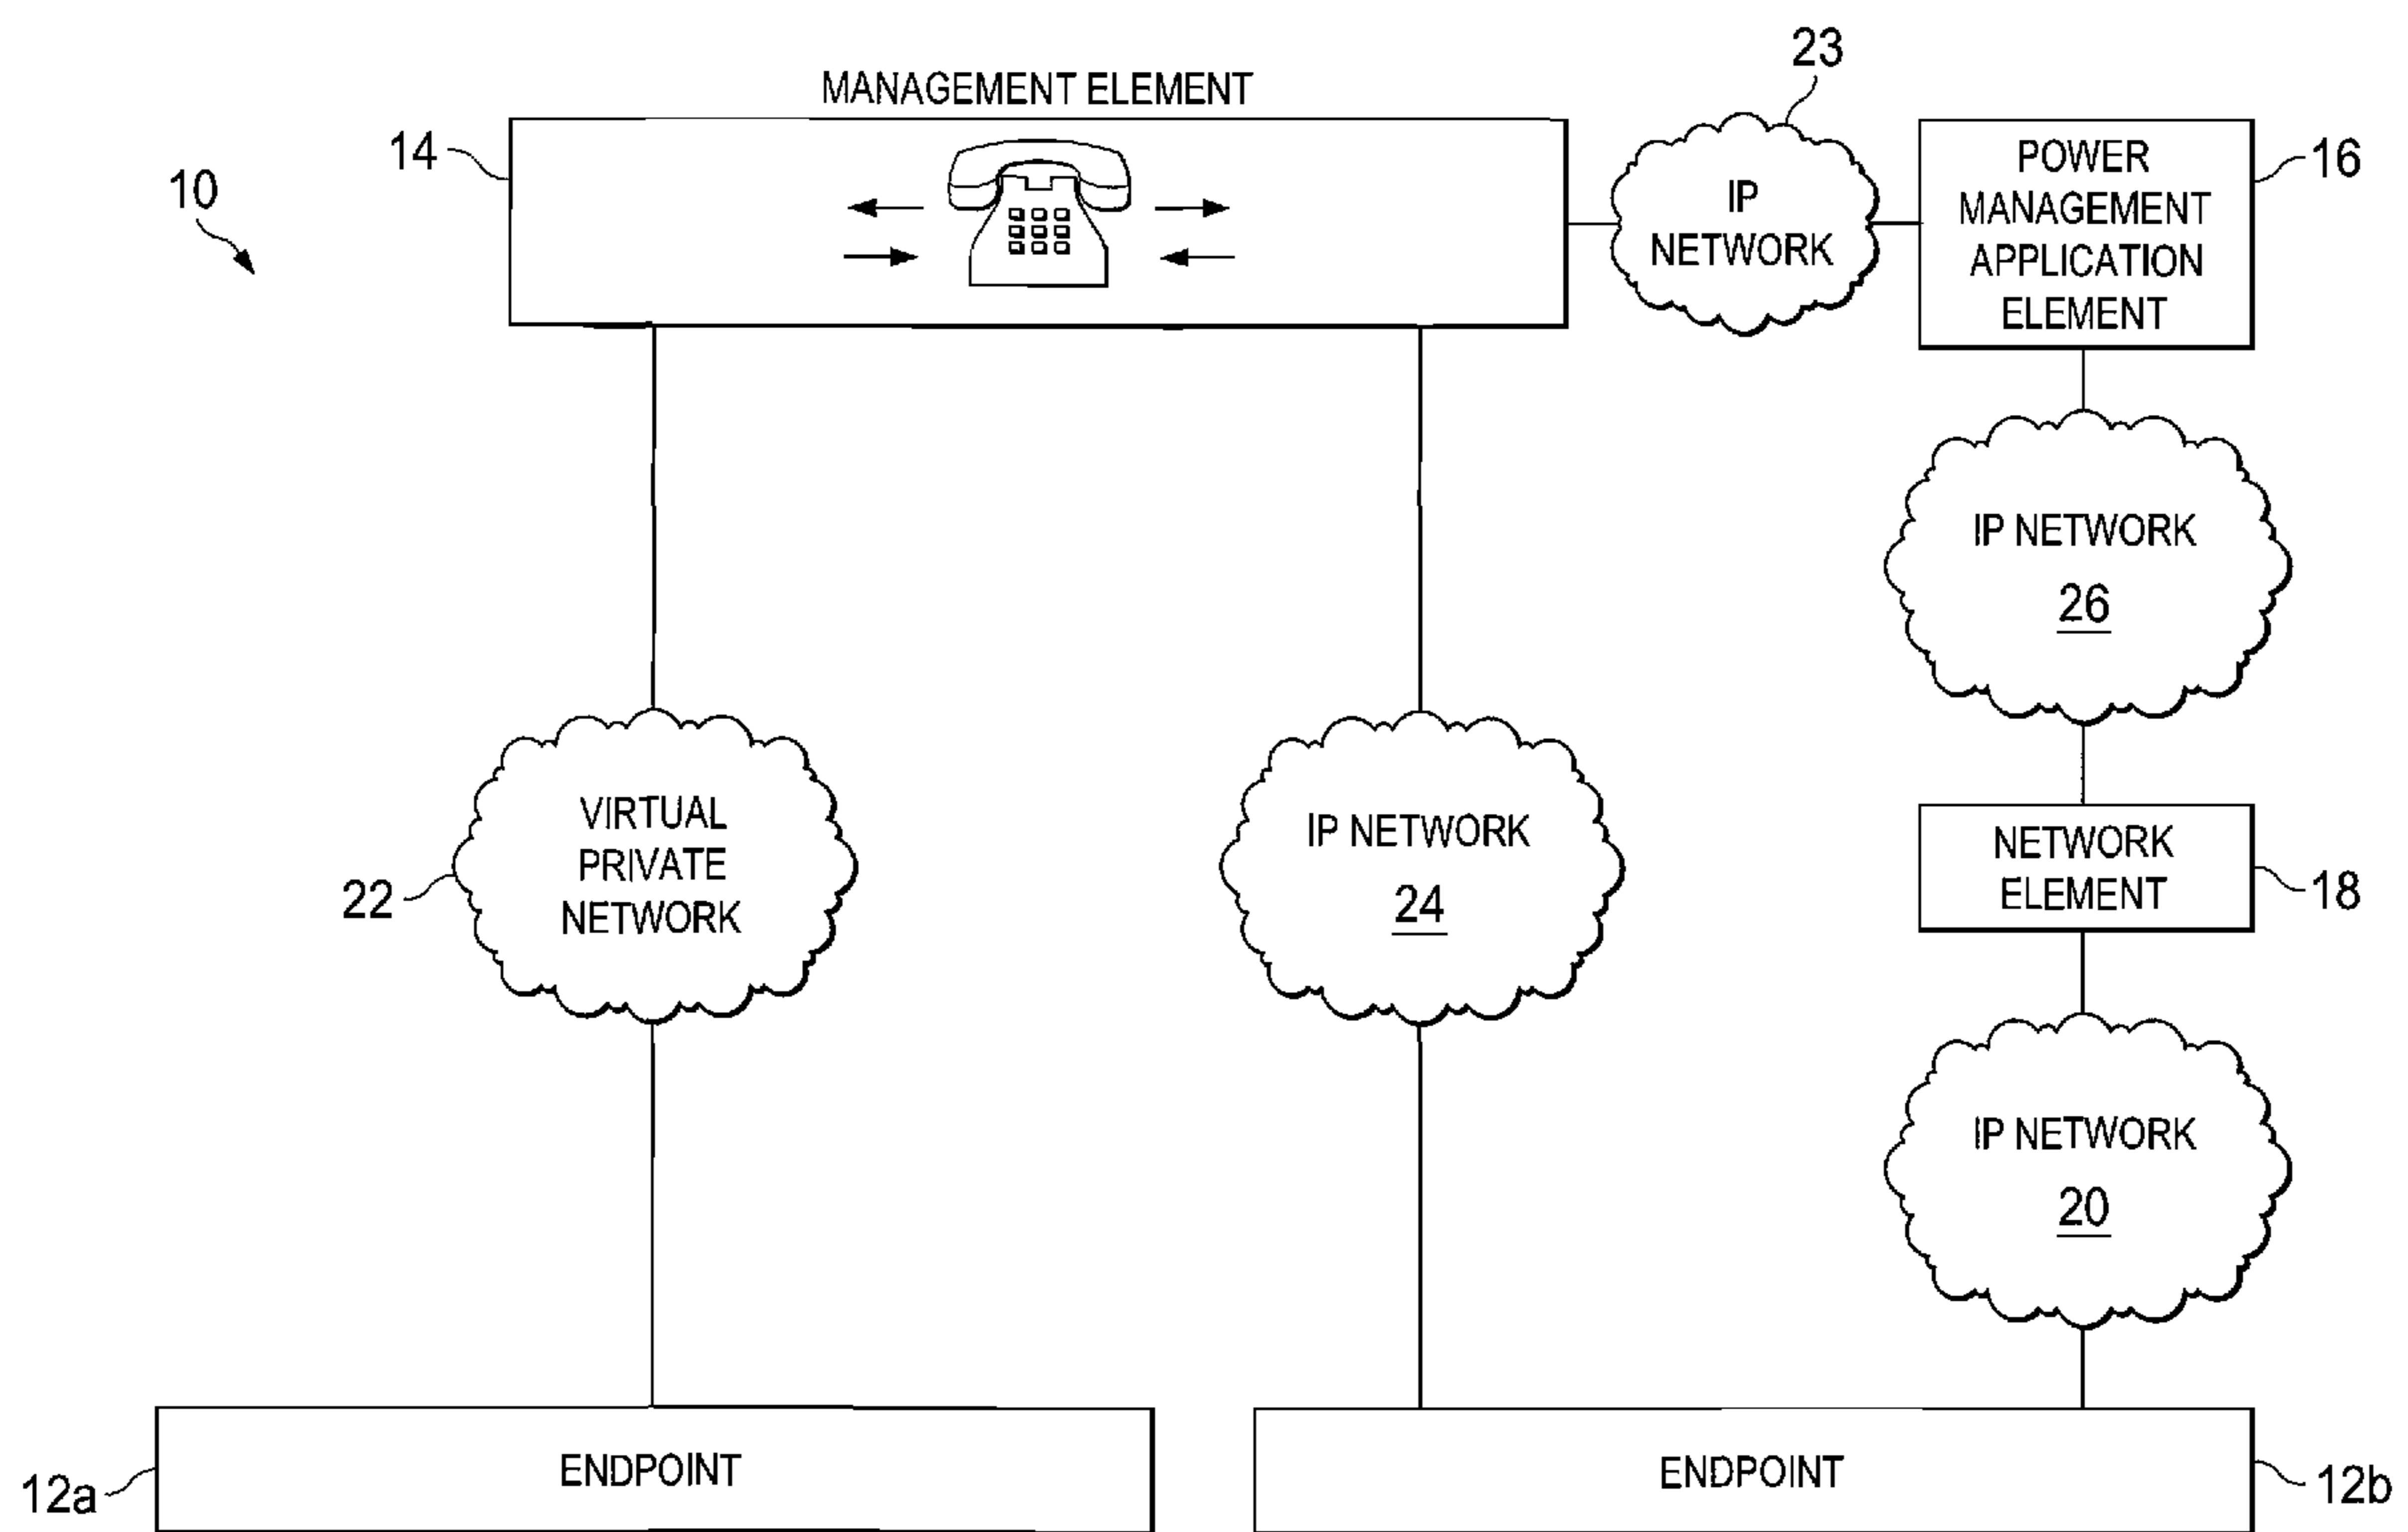 23
MANAGEMENT ELEMENT
14
10
IP
NETWORK
POWER
MANAGEMENT
APPLICATION
ELEMENT
16
IP NETWORK
26
VIRTUAL
PRIVATE
NETWORK
22
IP NETWORK
24
NETWORK
ELEMENT
18
IP NETWORK
20
ENDPOINT
12a
ENDPOINT
12b